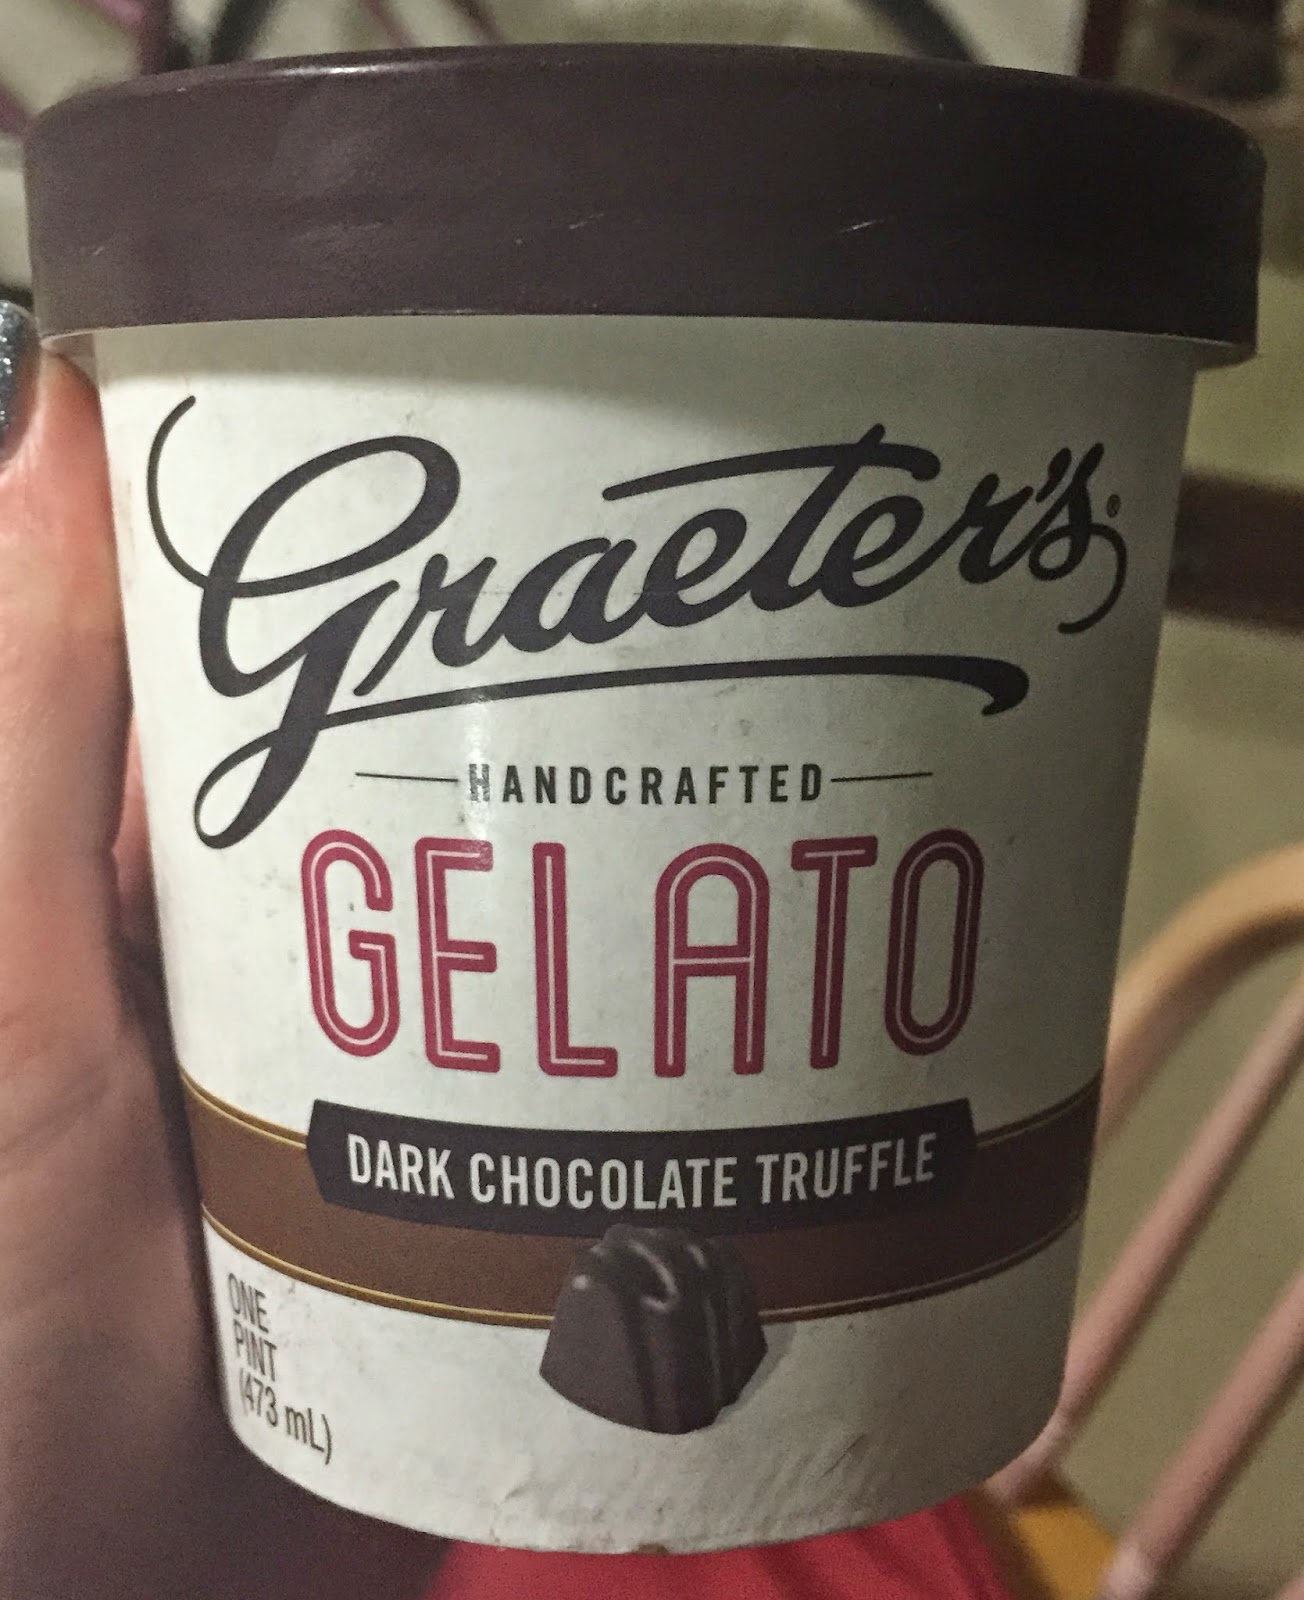 Graeter's®
HANDCRAFTED
GELATO
DARK CHOCOLATE TRUFFLE
ONE
PINT
(473 mL)